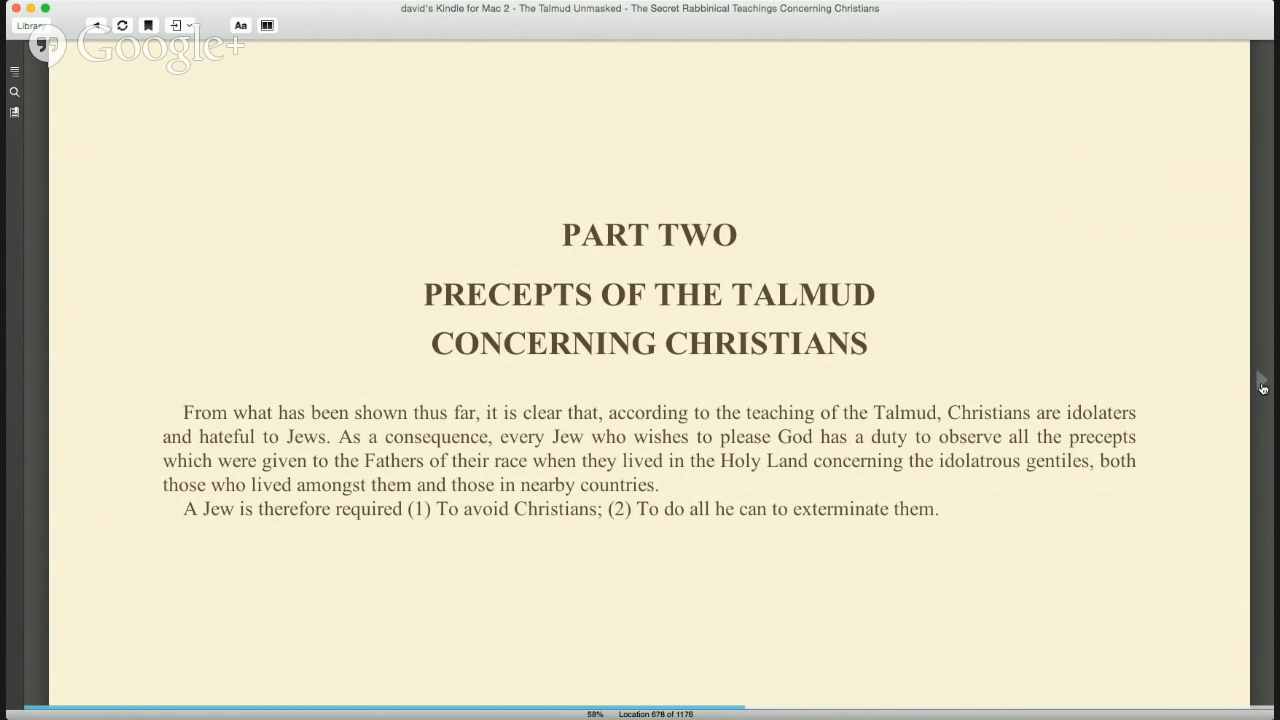 david's Kindle for Mac 2 - The Talmud Unmasked - The Secret Rabbinical Teachings Concerning Christians
Library
Aa
Google+
PART TWO
PRECEPTS OF THE TALMUD
CONCERNING CHRISTIANS
From what has been shown thus far, it is clear that, according to the teaching of the Talmud, Christians are idolaters
and hateful to Jews. As a consequence, every Jew who wishes to please God has a duty to observe all the precepts
which were given to the Fathers of their race when they lived in the Holy Land concerning the idolatrous gentiles, both
those who lived amongst them and those in nearby countries.
A Jew is therefore required (1) To avoid Christians; (2) To do all he can to exterminate them.
58% Location 678 of 1176